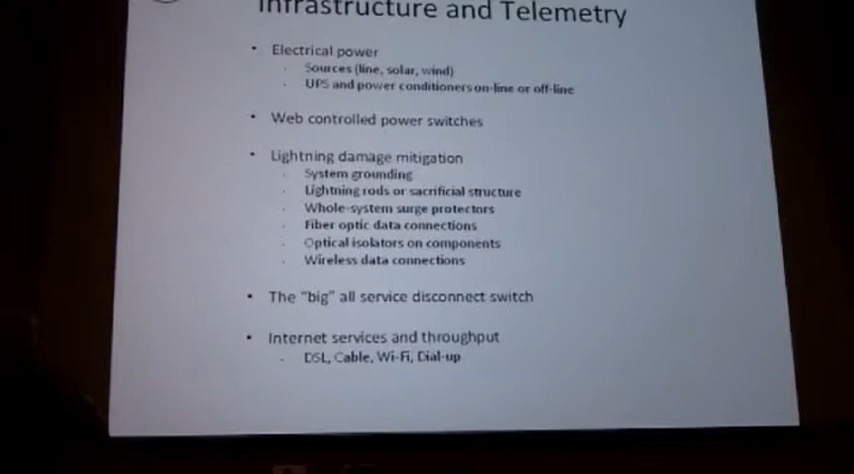 Infrastructure and Telemetry
• Electrical power
· Sources (line, solar, wind)
· UPS and power conditioners on-line or off-line
• Web controlled power switches
• Lightning damage mitigation
· System grounding
· Lightning rods or sacrificial structure
· Whole-system surge protectors
· Fiber optic data connections
· Optical isolators on components
· Wireless data connections
• The "big" all service disconnect switch
• Internet services and throughput
· DSL, Cable, Wi-Fi, Dial-up